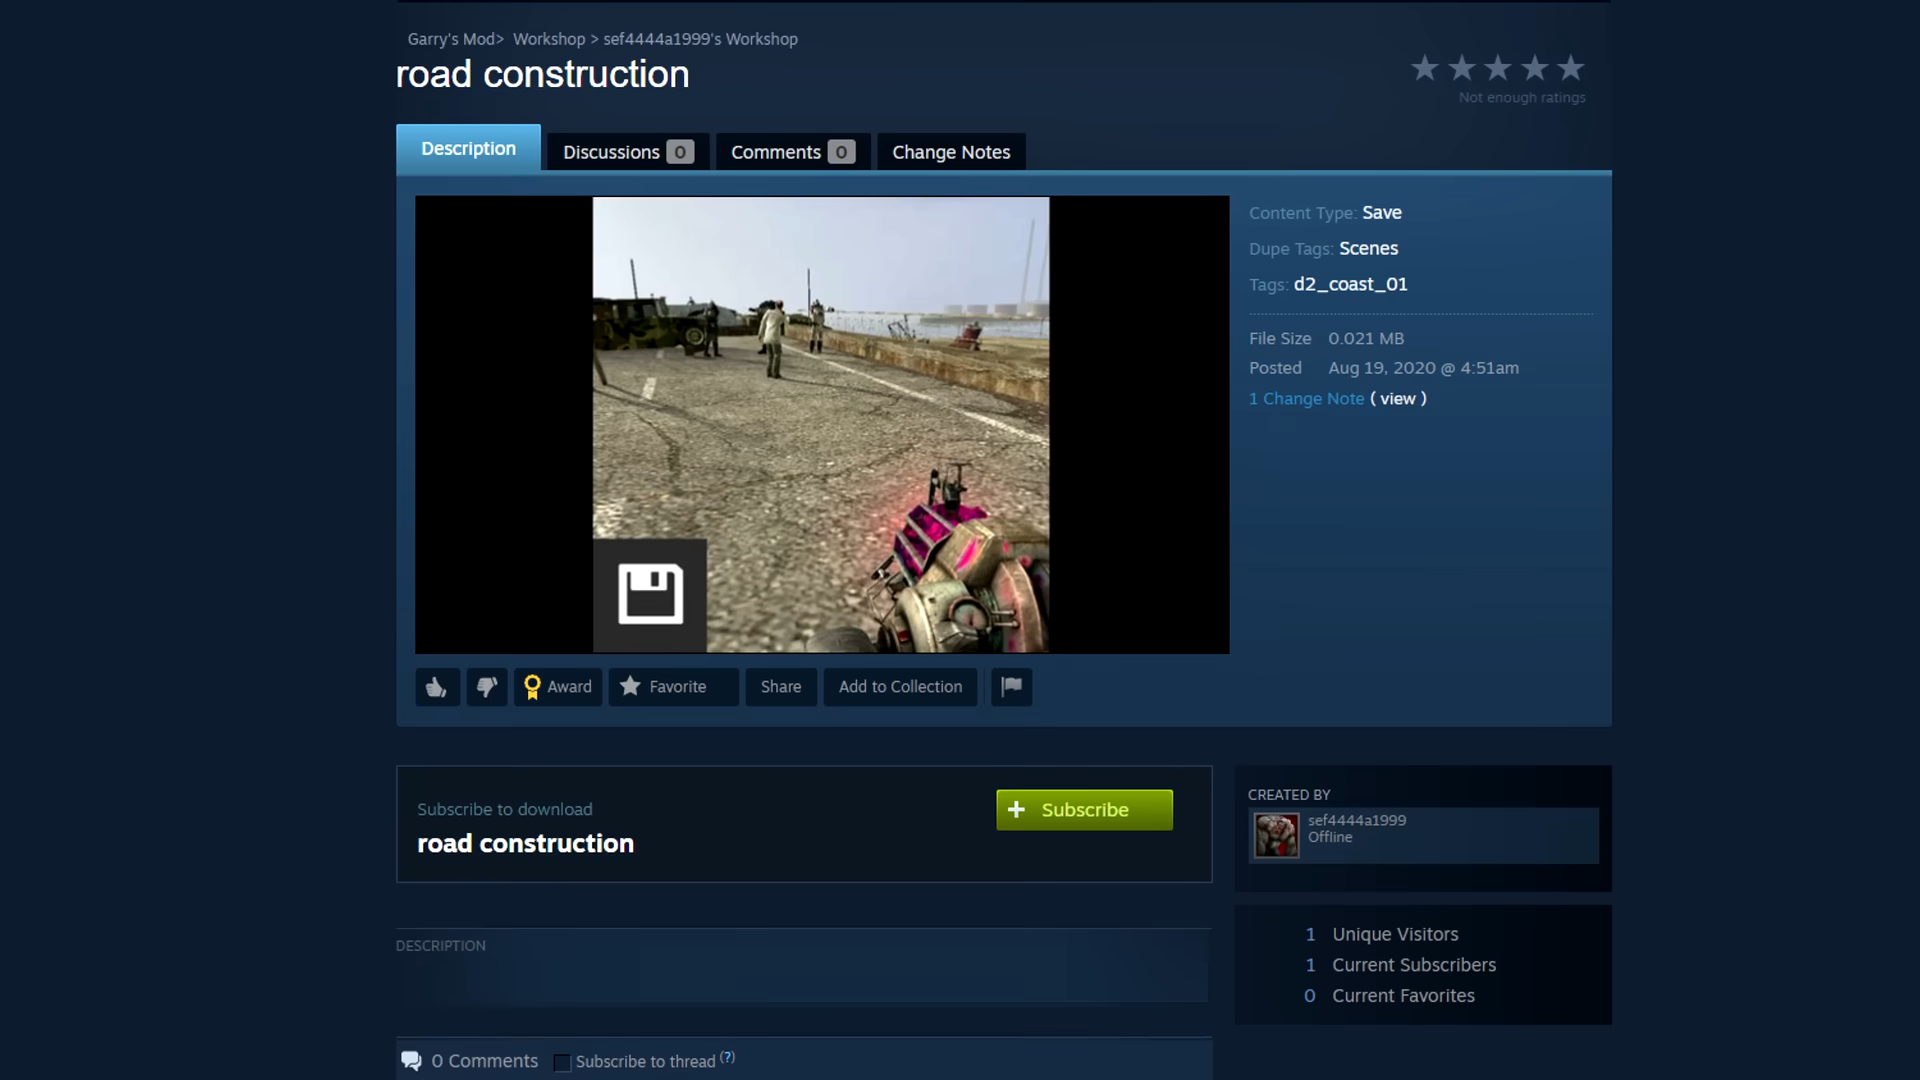 Garry's Mod> Workshop > sef4444a1999's Workshop
road construction
Not enough ratings
Description
Discussions 0
Comments 0
Change Notes
Content Type: Save
Dupe Tags: Scenes
Tags: d2_coast_01
File Size 0.021 MB
Posted Aug 19, 2020 @ 4:51am
1 Change Note ( view )
Award
Favorite
Share
Add to Collection
Subscribe to download
road construction
Subscribe
CREATED BY
sef4444a1999
Offline
1 Unique Visitors
1 Current Subscribers
0 Current Favorites
DESCRIPTION
0 Comments
Subscribe to thread (?)